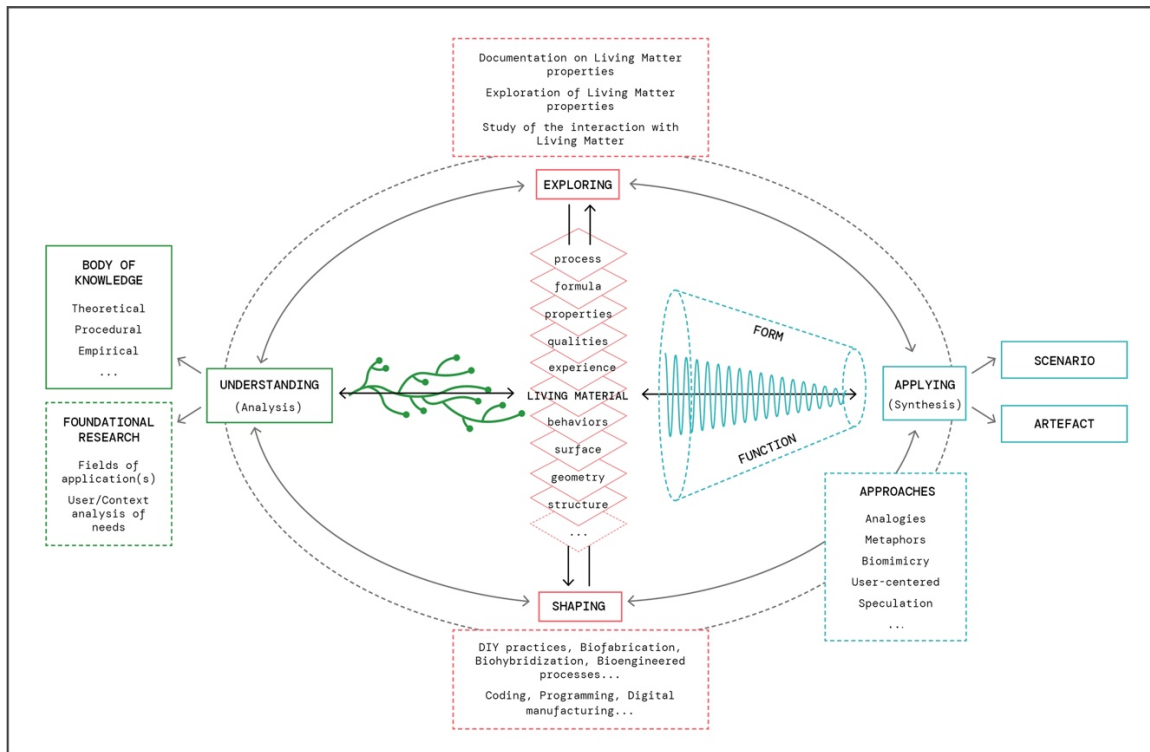 Documentation on Living Matter
properties
Exploration of Living Matter
properties
Study of the interaction with
Living Matter
EXPLORING
BODY OF
KNOWLEDGE
Theoretical
Procedural
Empirical
...
UNDERSTANDING
(Analysis)
FOUNDATIONAL
RESEARCH
Fields of
application(s)
User/Context
analysis of
needs
process
formula
properties
qualities
experience
LIVING MATERIAL
behaviors
surface
geometry
structure
...
FORM
FUNCTION
APPLYING
(Synthesis)
SCENARIO
ARTEFACT
APPROACHES
Analogies
Metaphors
Biomimicry
User-centered
Speculation
...
SHAPING
DIY practices, Biofabrication,
Biohybridization, Bioengineered
processes...
Coding, Programming, Digital
manufacturing...